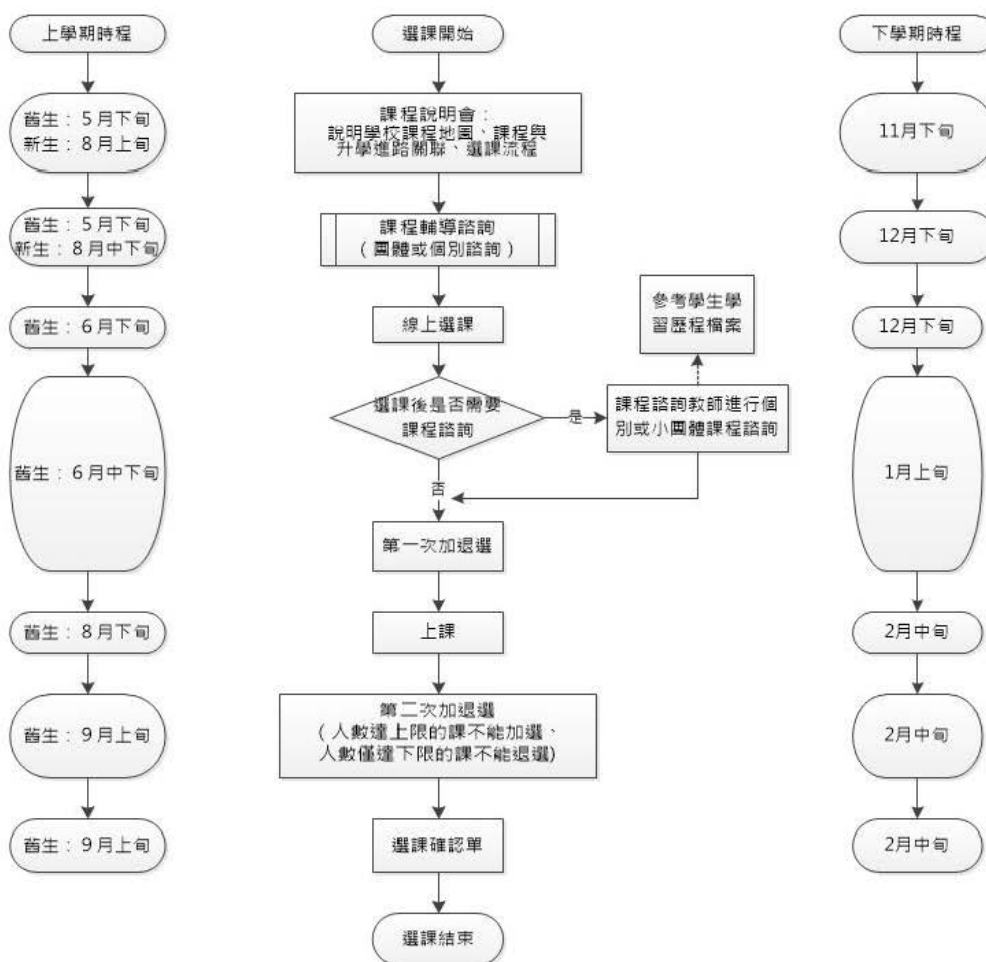 上學期時程
舊生：5月下旬
新生：8月上旬
舊生：5月下旬
新生：8月中下旬
舊生：6月下旬
舊生：6月中下旬
舊生：8月下旬
舊生：9月上旬
舊生：9月上旬
選課開始
課程說明會：
說明學校課程地圖、課程與
升學進路關聯、選課流程
課程輔導諮詢
（團體或個別諮詢）
線上選課
選課後是否需要
課程諮詢
是
課程諮詢教師進行個
別或小團體課程諮詢
參考學生學
習歷程檔案
否
第一次加退選
上課
第二次加退選
（人數達上限的課不能加選、
人數僅達下限的課不能退選)
選課確認單
選課結束
下學期時程
11月下旬
12月下旬
12月下旬
1月上旬
2月中旬
2月中旬
2月中旬